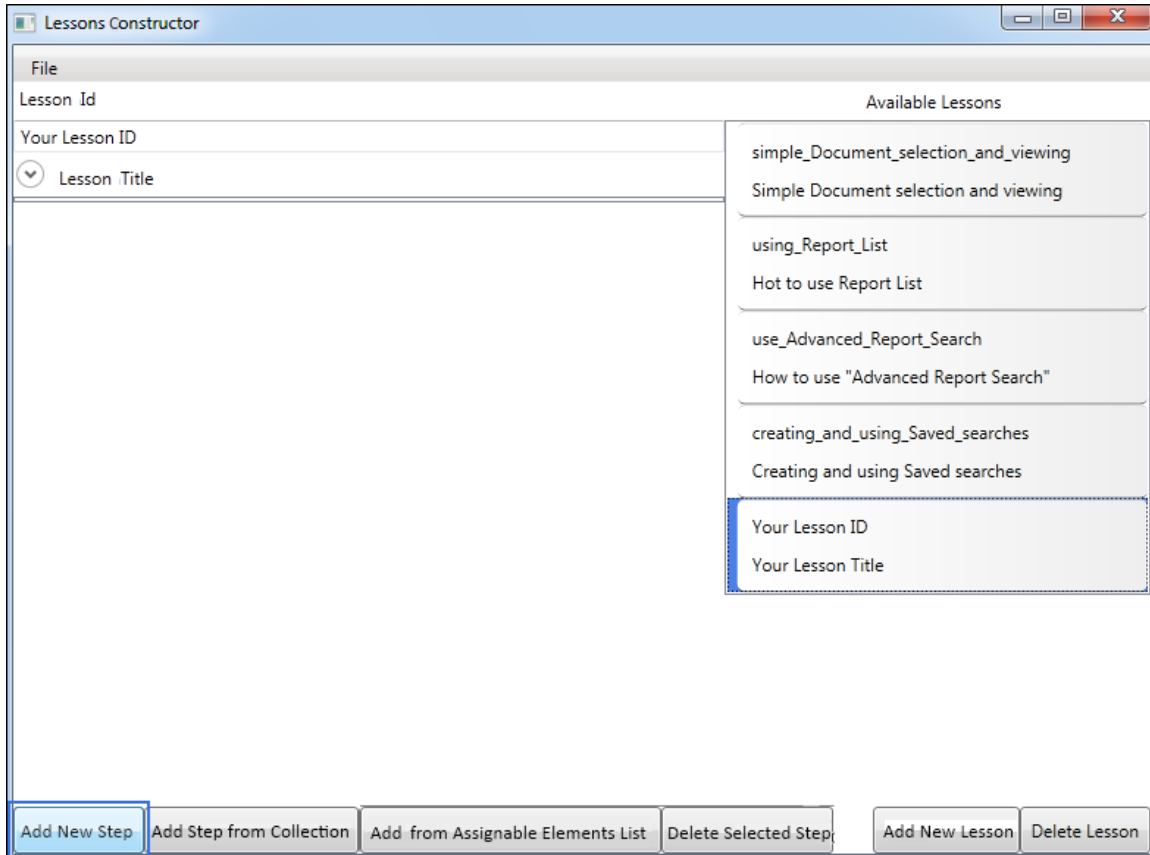 Lessons Constructor
File
Lesson Id
Available Lessons
Your Lesson ID
Lesson Title
simple_Document_selection_and_viewing
Simple Document selection and viewing
using_Report_List
Hot to use Report List
use_Advanced_Report_Search
How to use "Advanced Report Search"
creating_and_using_Saved_searches
Creating and using Saved searches
Your Lesson ID
Your Lesson Title
Add New Step Add Step from Collection Add from Assignable Elements List Delete Selected Step Add New Lesson Delete Lesson